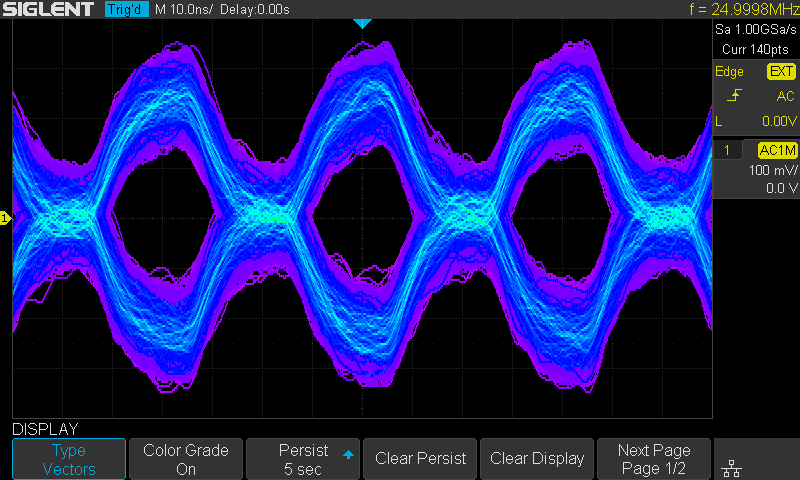 SIGLENT Trig'd M 10.0ns/ Delay:0.00s f = 24.9998MHz
Sa 1.00GSa/s
Curr 140pts
Edge EXT
AC
L 0.00V
1 AC1M
100 mV/
0.0 V
1
DISPLAY
Type
Vectors
Color Grade
On
Persist
5 sec
Clear Persist
Clear Display
Next Page
Page 1/2